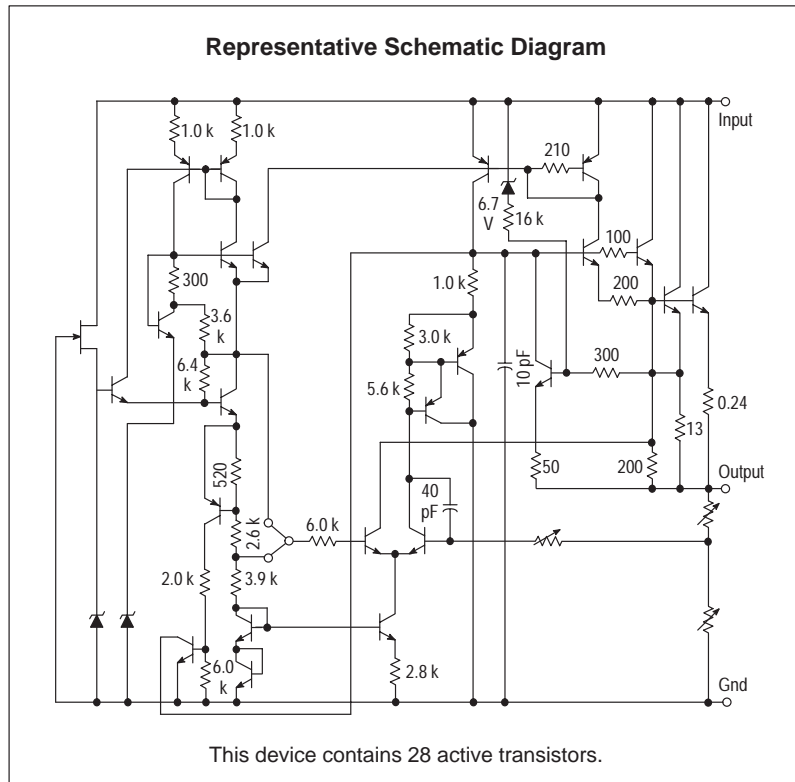 Representative Schematic Diagram
Input
1.0 k
1.0 k
210
6.7
V
16 k
100
300
1.0 k
200
3.6
k
3.0 k
10 pF
300
6.4
k
5.6 k
0.24
13
520
50
200
Output
40
pF
6.0 k
2.6 k
2.0 k
3.9 k
6.0
k
2.8 k
Gnd
This device contains 28 active transistors.